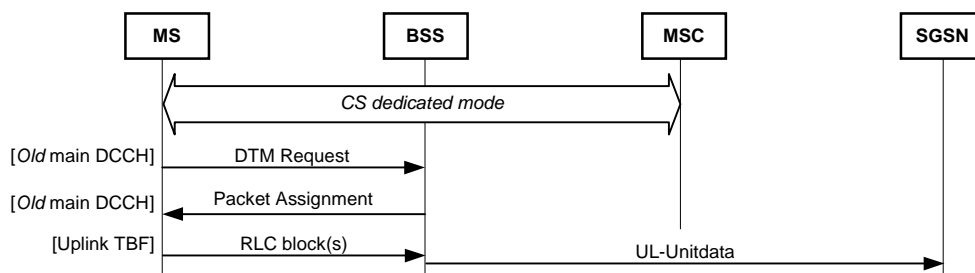 MS BSS MSC SGSN
CS dedicated mode
[Old main DCCH] DTM Request
[Old main DCCH] Packet Assignment
[Uplink TBF] RLC block(s) UL-Unitdata